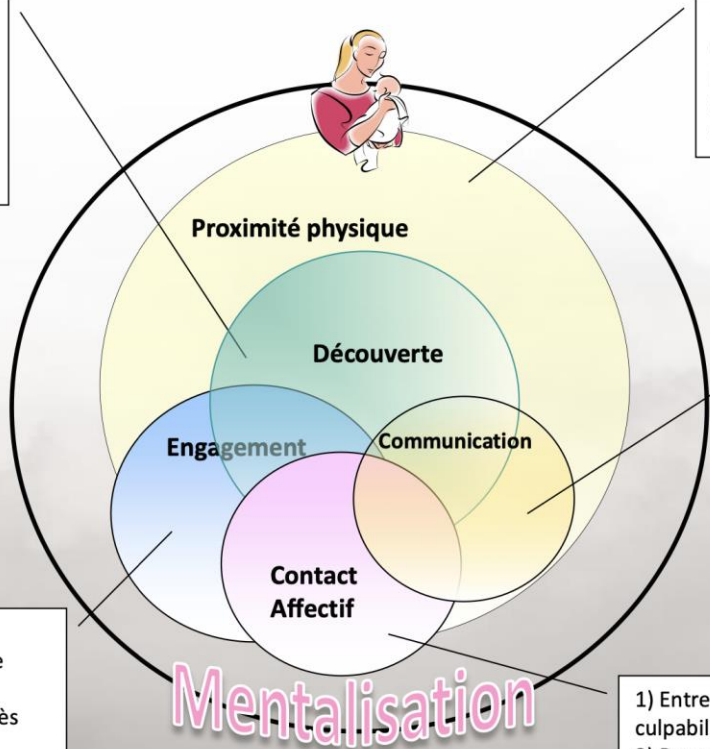 Proximité physique
Découverte
Engagement
Communication
Contact
Affectif
Mentalisation
1) Entre
culpabil